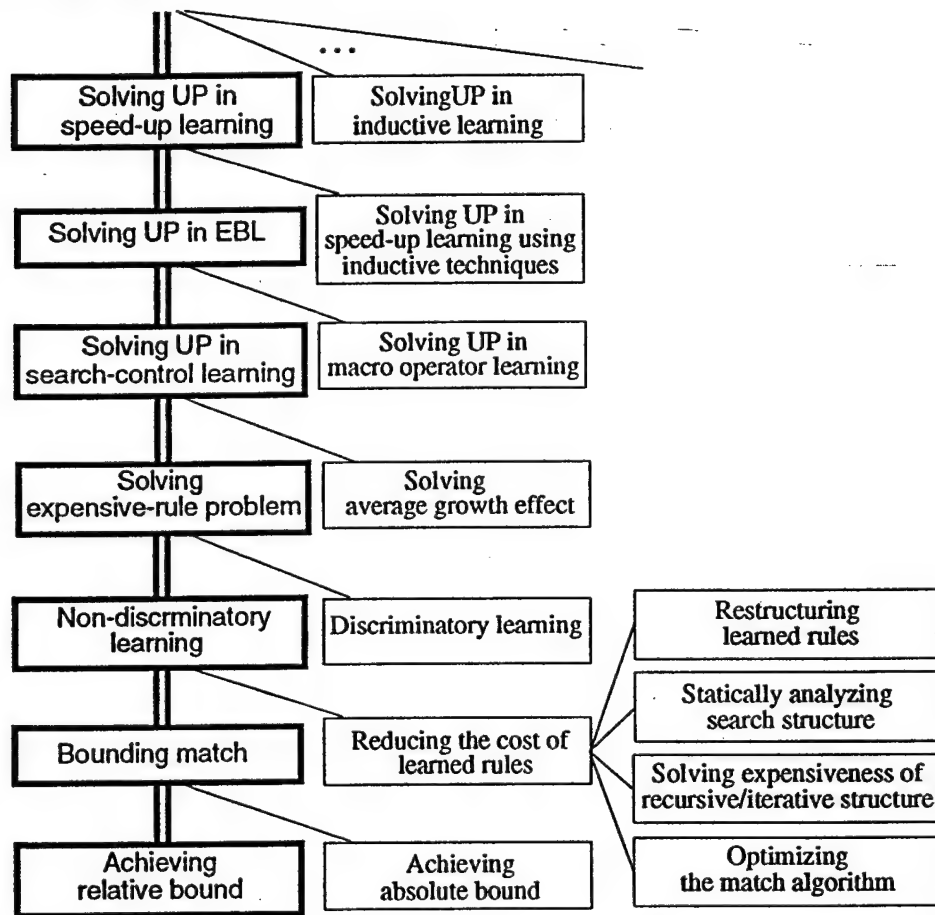 ...
Solving UP in
speed-up learning
SolvingUP in
inductive learning
Solving UP in EBL
Solving UP in
speed-up learning using
inductive techniques
Solving UP in
search-control learning
Solving UP in
macro operator learning
Solving
expensive-rule problem
Solving
average growth effect
Non-discrminatory
learning
Discriminatory learning
Restructuring
learned rules
Statically analyzing
search structure
Bounding match
Reducing the cost of
learned rules
Solving expensiveness of
recursive/iterative structure
Achieving
relative bound
Achieving
absolute bound
Optimizing
the match algorithm